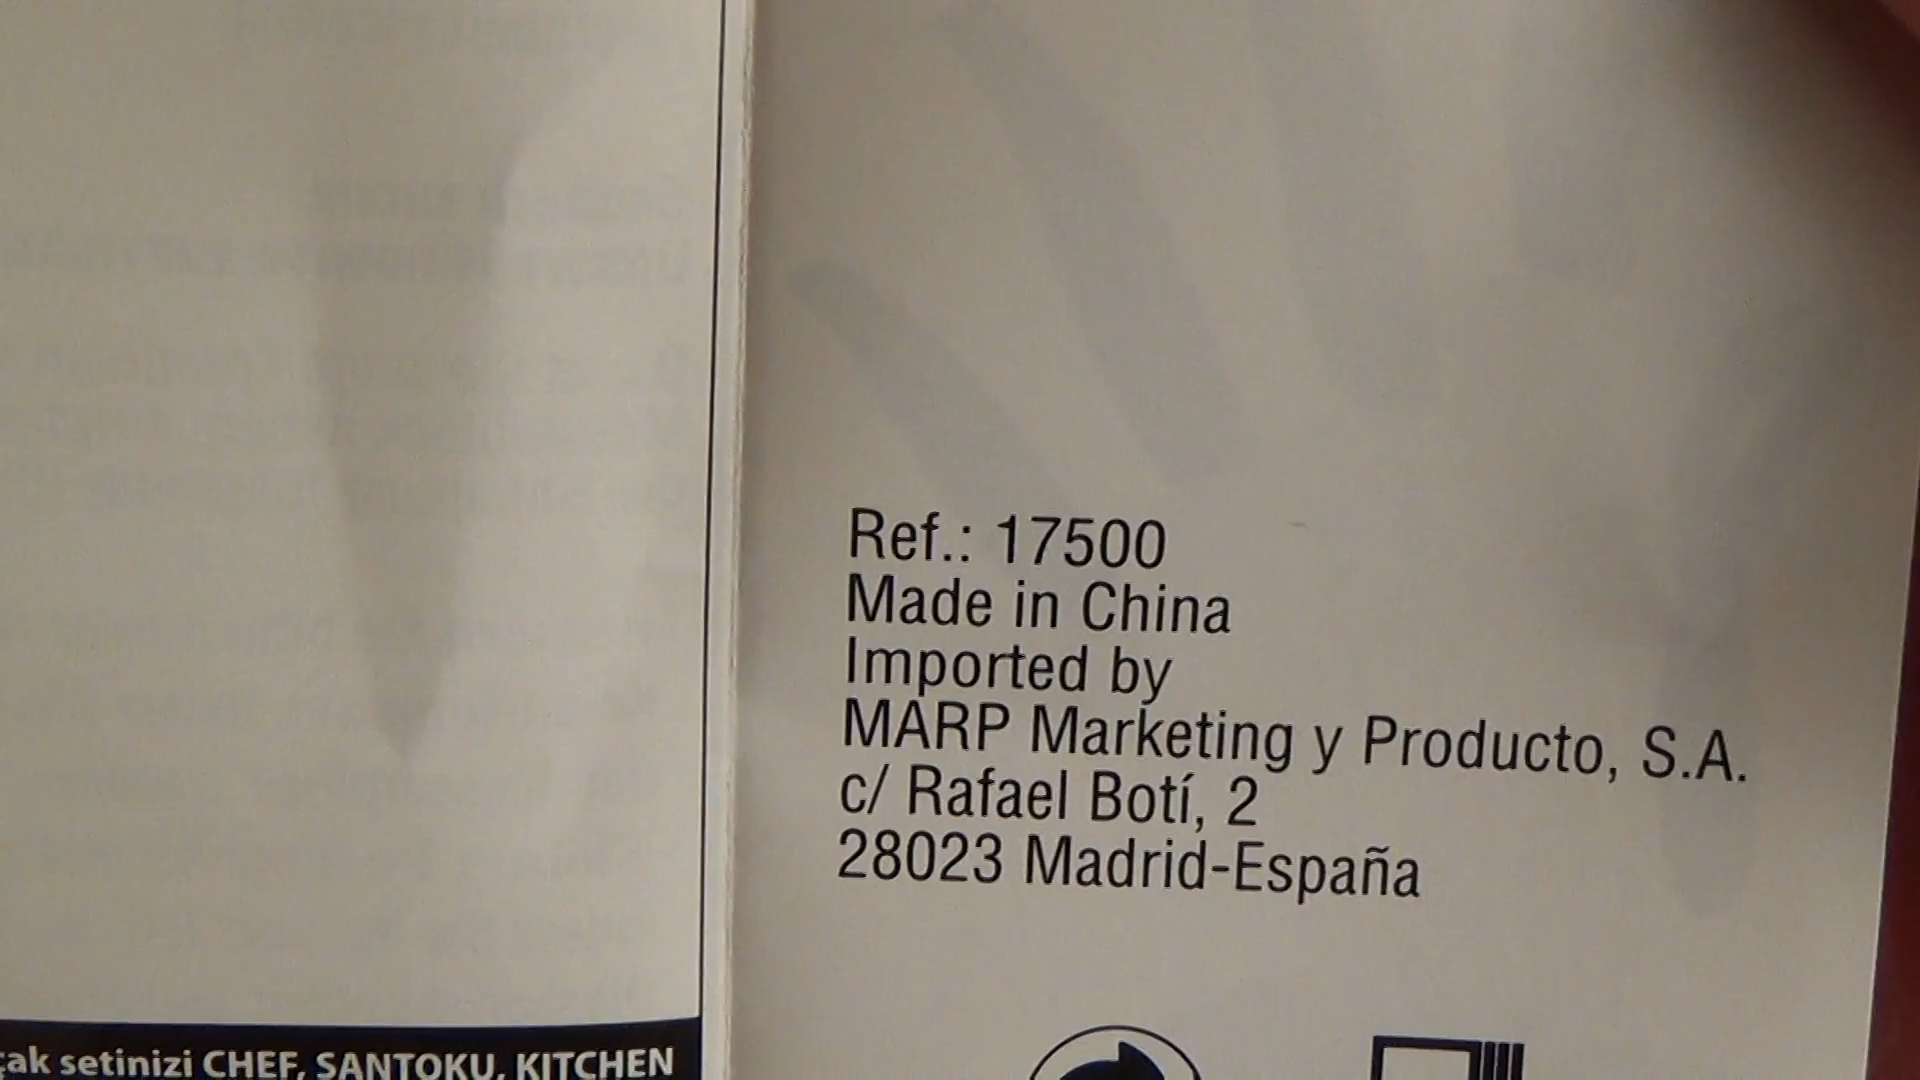 Ref.: 17500
Made in China
Imported by
MARP Marketing y Producto, S.A.
c/ Rafael Botí, 2
28023 Madrid-España
setinizi CHEF, SANTOKU, KITCHEN